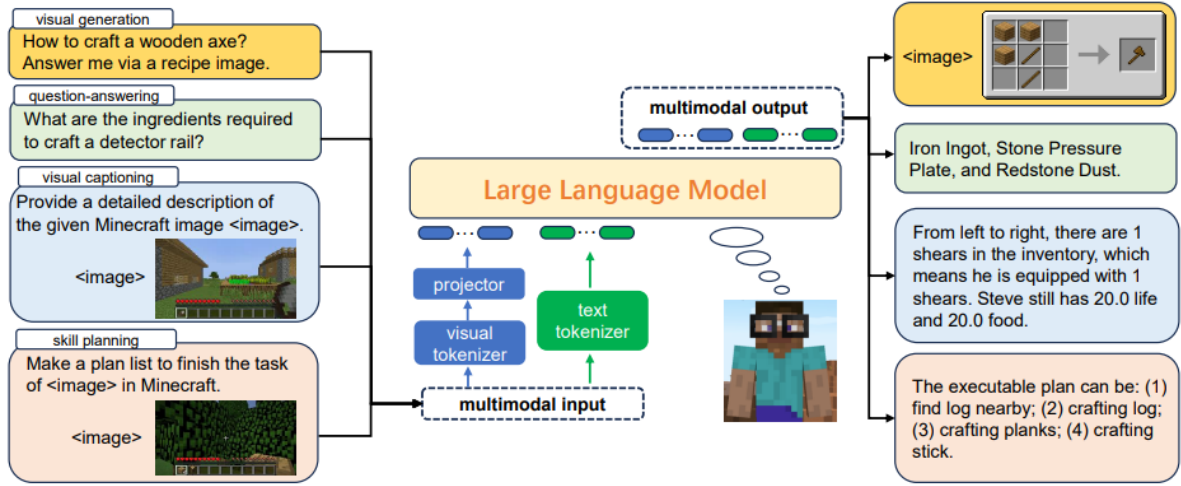 visual generation
How to craft a wooden axe?
Answer me via a recipe image.
question-answering
What are the ingredients required
to craft a detector rail?
visual captioning
Provide a detailed description of
the given Minecraft image <image>.
<image>
skill planning
Make a plan list to finish the task
of <image> in Minecraft.
<image>
multimodal output
Large Language Model
projector
visual
tokenizer
text
tokenizer
multimodal input
<image>
Iron Ingot, Stone Pressure
Plate, and Redstone Dust.
From left to right, there are 1
shears in the inventory, which
means he is equipped with 1
shears. Steve still has 20.0 life
and 20.0 food.
The executable plan can be: (1)
find log nearby; (2) crafting log;
(3) crafting planks; (4) crafting
stick.